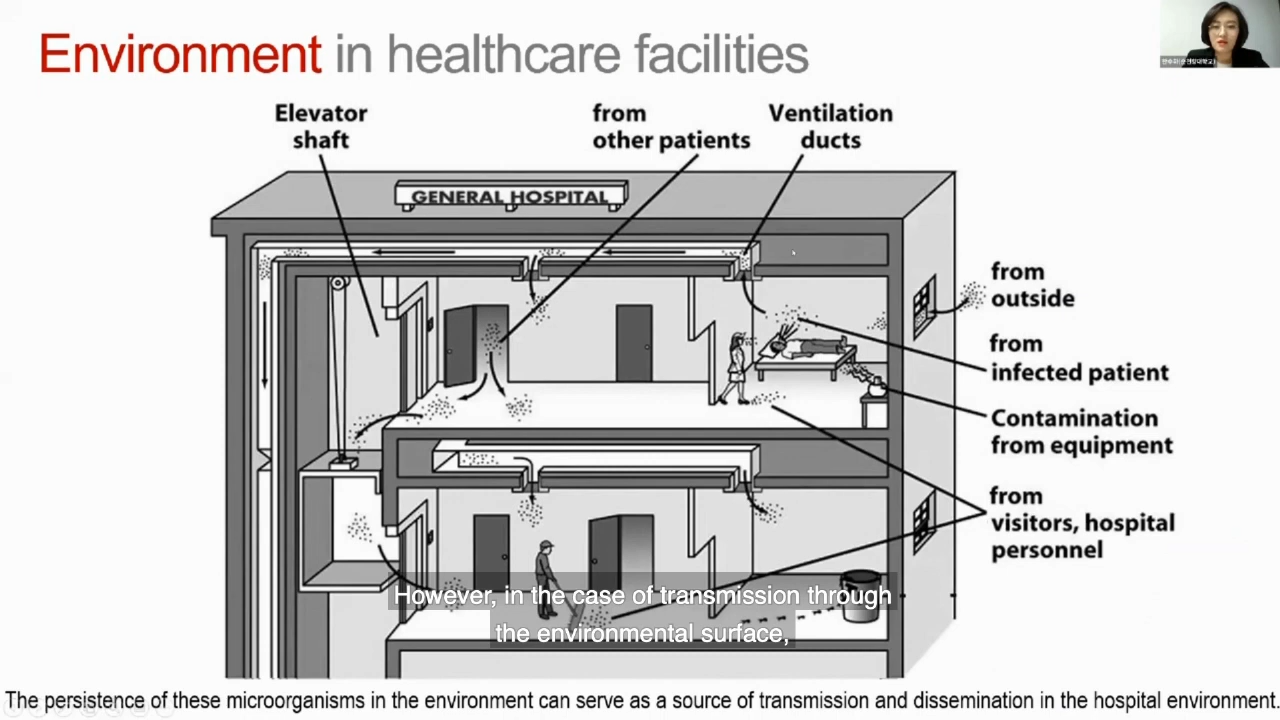 Environment in healthcare facilities
Elevator
shaft
from
other patients
Ventilation
ducts
GENERAL HOSPITAL
from
outside
from
infected patient
Contamination
from equipment
from
visitors, hospital
personnel
However, in the case of transmission through
the environmental surface,
The persistence of these microorganisms in the environment can serve as a source of transmission and dissemination in the hospital environment.